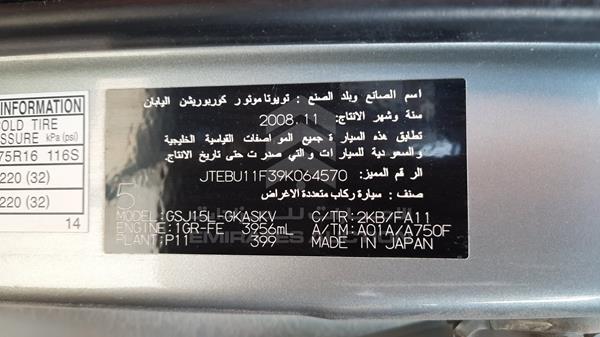 INFORMATION
OLD TIRE
SSURE kPa (psi)
75R16 116S
220 (32)
220 (32)
14
اسم الصانع وبلد الصنع : تويوتا موتور كوربوريشن اليابان
سنة وشهر الانتاج: 2008.11
تطابق هذه السيارة جميع المواصفات القياسية الخليجية
والسعودية للسيارات والتي صدرت حتى تاريخ الانتاج.
الرقم المميز: JTEBU11F39K064570
صنف : سيارة ركاب متعددة الاغراض
5
MODEL:GSJ15L-GKASKV C/TR:2KB/FA11
ENGINE:1GR-FE 3956mL A/TM:A01A/A750F
PLANT:P11 399 MADE IN JAPAN
EMIRATES AUCTION